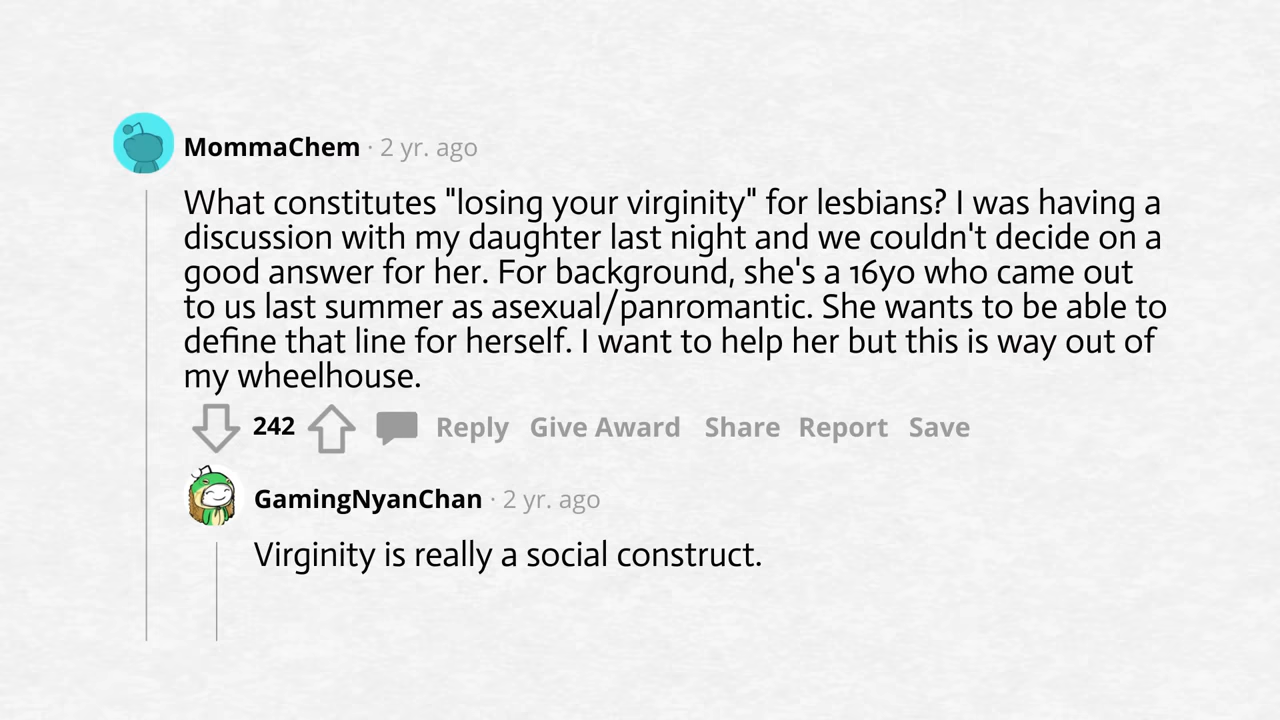 MommaChem · 2 yr. ago
What constitutes "losing your virginity" for lesbians? I was having a
discussion with my daughter last night and we couldn't decide on a
good answer for her. For background, she's a 16yo who came out
to us last summer as asexual/panromantic. She wants to be able to
define that line for herself. I want to help her but this is way out of
my wheelhouse.
242 Reply Give Award Share Report Save
GamingNyanChan · 2 yr. ago
Virginity is really a social construct.